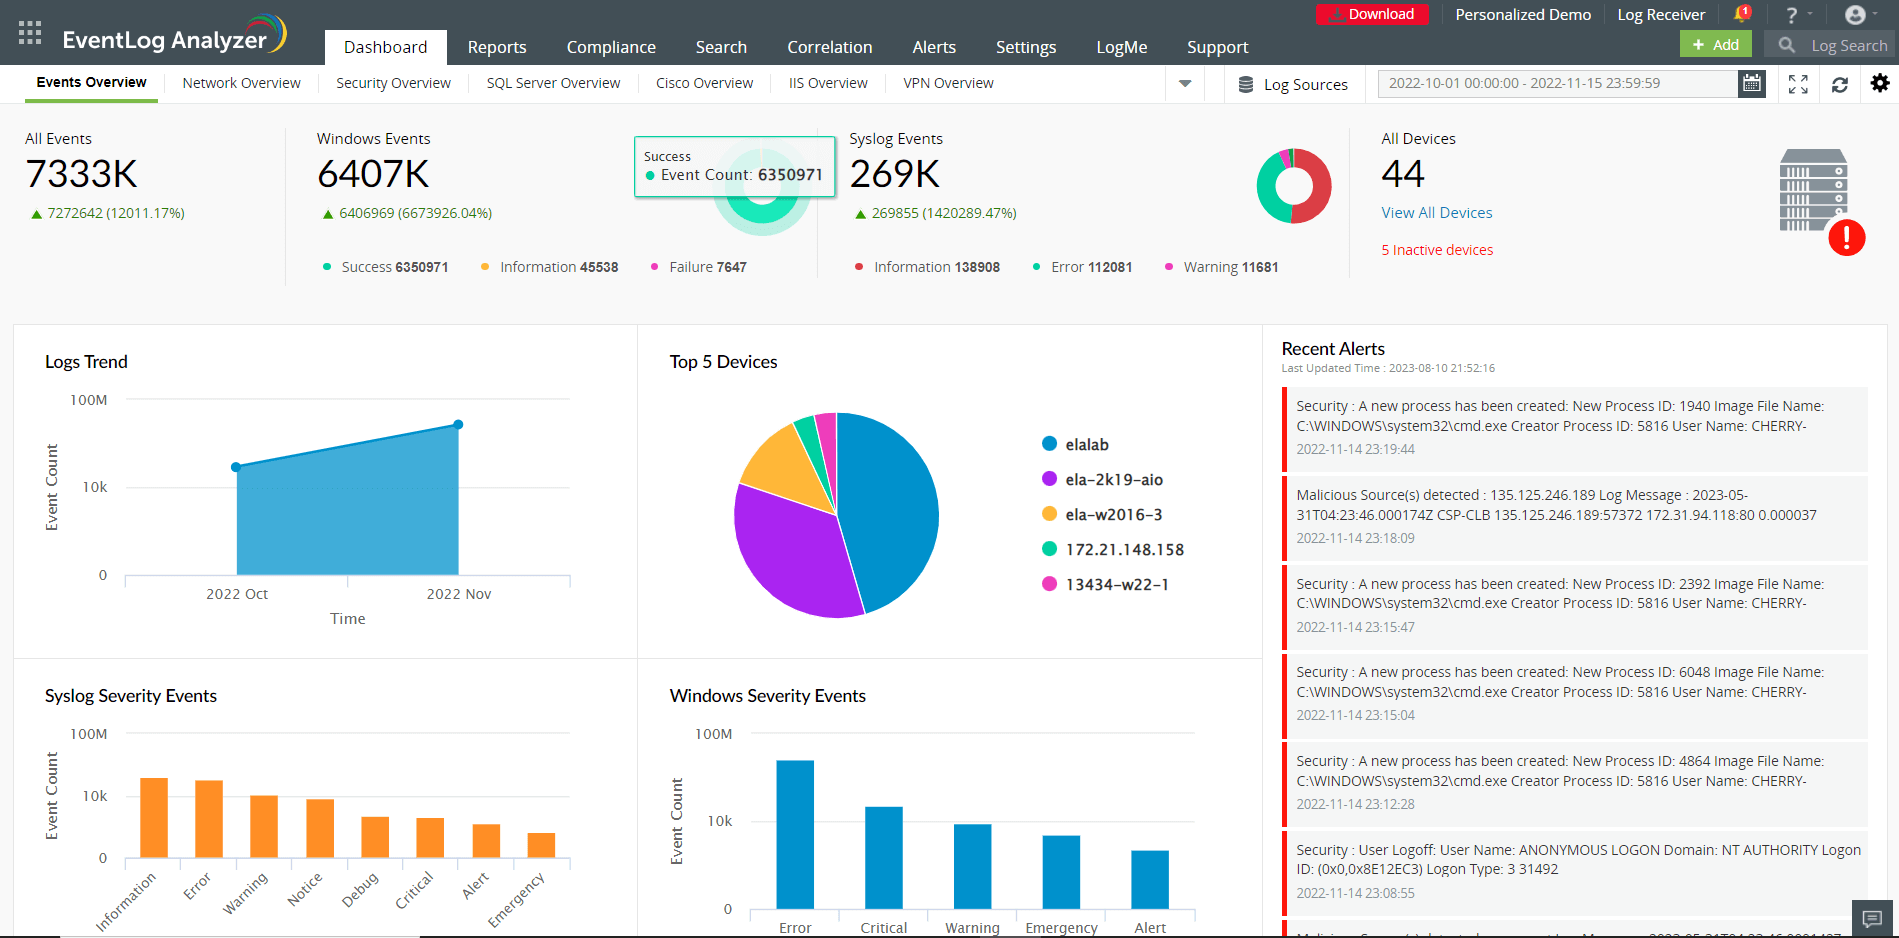 Download
Personalized Demo
Log Receiver
1
?
EventLog Analyzer
Dashboard
Reports
Compliance
Search
Correlation
Alerts
Settings
LogMe
Support
+ Add
Log Search
Events Overview
Network Overview
Security Overview
SQL Server Overview
Cisco Overview
IIS Overview
VPN Overview
Log Sources
2022-10-01 00:00:00 - 2022-11-15 23:59:59
All Events
7333K
7272642 (12011.17%)
Windows Events
6407K
6406969 (6673926.04%)
Success
Event Count: 6350971
Success 6350971
Information 45538
Failure 7647
Syslog Events
269K
269855 (1420289.47%)
Information 138908
Error 112081
Warning 11681
All Devices
44
View All Devices
5 Inactive devices
!
Logs Trend
100M
10k
0
Event Count
2022 Oct
2022 Nov
Time
Top 5 Devices
elalab
ela-2k19-aio
ela-w2016-3
172.21.148.158
13434-w22-1
Recent Alerts
Last Updated Time : 2023-08-10 21:52:16
Security : A new process has been created: New Process ID: 1940 Image File Name:
C:\WINDOWS\system32\cmd.exe Creator Process ID: 5816 User Name: CHERRY-
2022-11-14 23:19:44
Malicious Source(s) detected : 135.125.246.189 Log Message : 2023-05-
31T04:23:46.000174Z CSP-CLB 135.125.246.189:57372 172.31.94.118:80 0.000037
2022-11-14 23:18:09
Security : A new process has been created: New Process ID: 2392 Image File Name:
C:\WINDOWS\system32\cmd.exe Creator Process ID: 5816 User Name: CHERRY-
2022-11-14 23:15:47
Security : A new process has been created: New Process ID: 6048 Image File Name:
C:\WINDOWS\system32\cmd.exe Creator Process ID: 5816 User Name: CHERRY-
2022-11-14 23:15:04
Security : A new process has been created: New Process ID: 4864 Image File Name:
C:\WINDOWS\system32\cmd.exe Creator Process ID: 5816 User Name: CHERRY-
2022-11-14 23:12:28
Security : User Logoff: User Name: ANONYMOUS LOGON Domain: NT AUTHORITY Logon
ID: (0x0,0x8E12EC3) Logon Type: 3 31492
2022-11-14 23:08:55
Syslog Severity Events
100M
10k
0
Event Count
Information
Error
Warning
Notice
Debug
Critical
Alert
Emergency
Windows Severity Events
100M
10k
0
Event Count
Error
Critical
Warning
Emergency
Alert